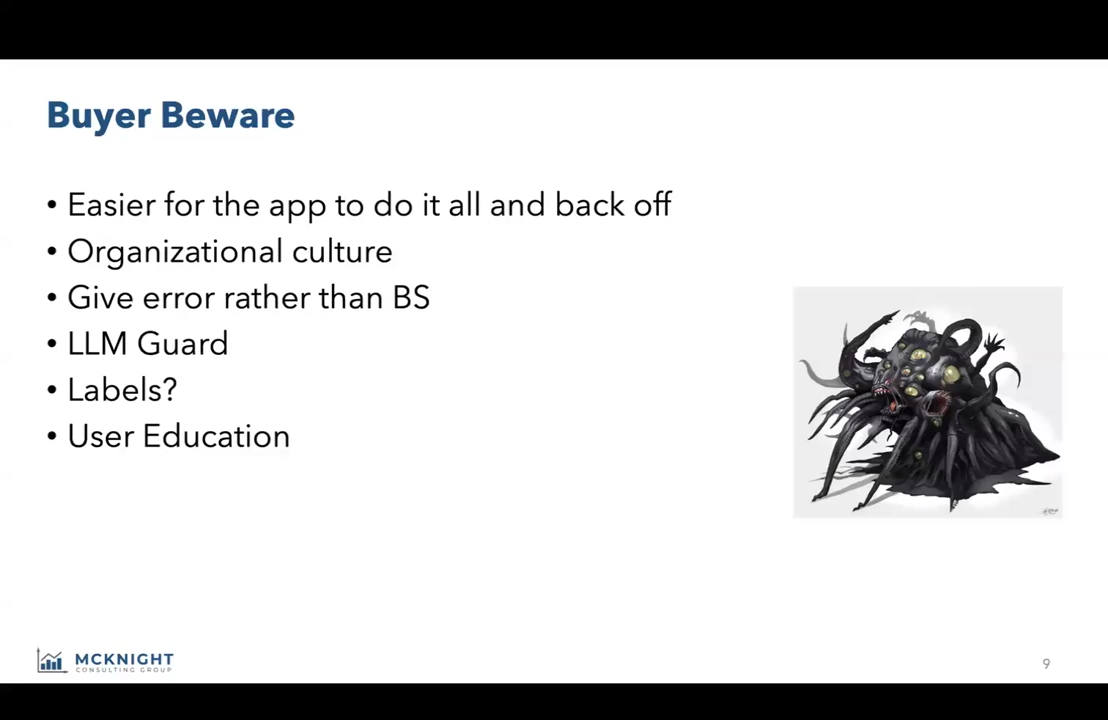 Buyer Beware
• Easier for the app to do it all and back off
• Organizational culture
• Give error rather than BS
• LLM Guard
• Labels?
• User Education
MCKNIGHT
CONSULTING GROUP
9